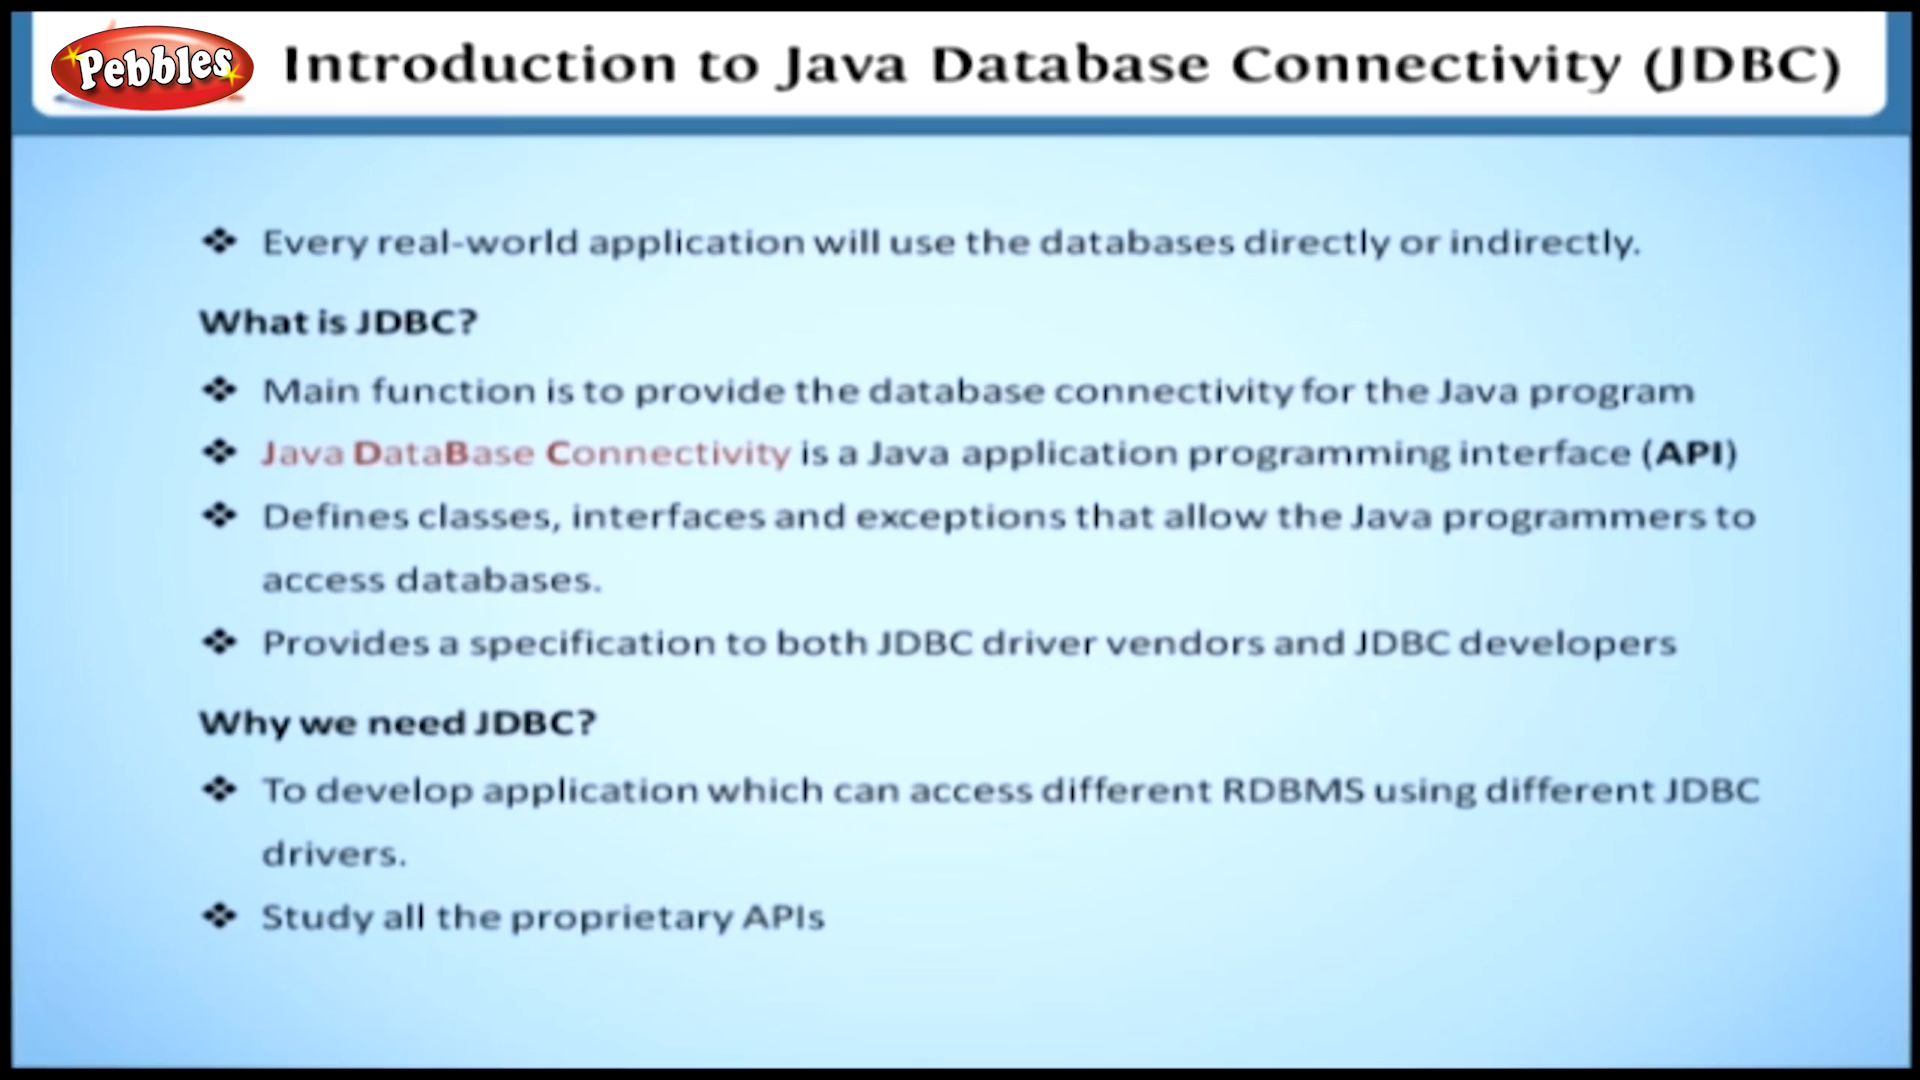 Pebbles
Introduction to Java Database Connectivity (JDBC)
❖ Every real-world application will use the databases directly or indirectly.
What is JDBC?
❖ Main function is to provide the database connectivity for the Java program
❖ Java DataBase Connectivity is a Java application programming interface (API)
❖ Defines classes, interfaces and exceptions that allow the Java programmers to
access databases.
❖ Provides a specification to both JDBC driver vendors and JDBC developers
Why we need JDBC?
❖ To develop application which can access different RDBMS using different JDBC
drivers.
❖ Study all the proprietary APIs